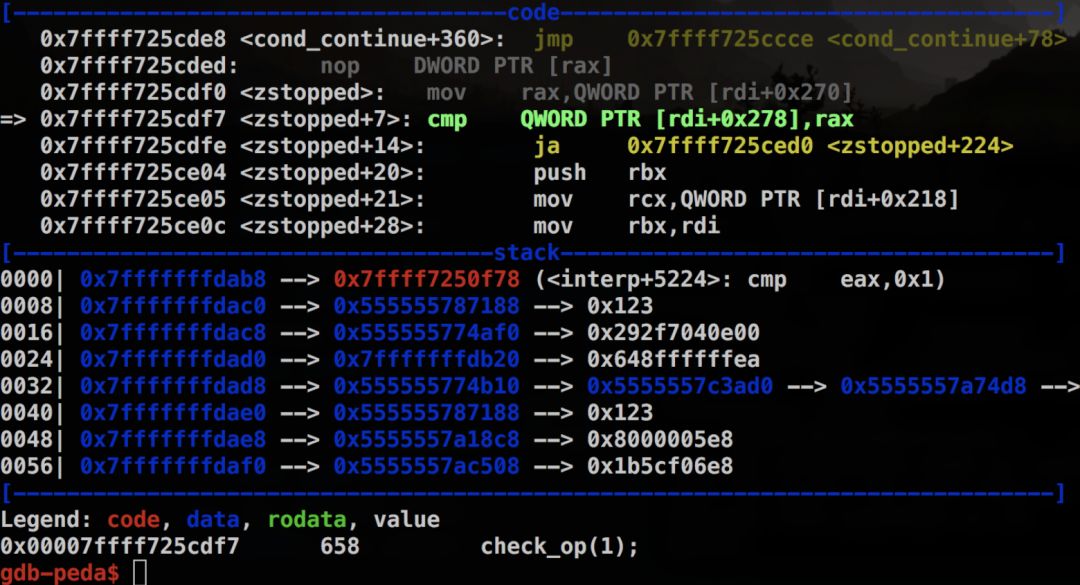 [-------------------------------------code-------------------------------------]
   0x7ffff725cde8 <cond_continue+360>:	jmp    0x7ffff725ccce <cond_continue+78>
   0x7ffff725cded:	nop    DWORD PTR [rax]
   0x7ffff725cdf0 <zstopped>:	mov    rax,QWORD PTR [rdi+0x270]
=> 0x7ffff725cdf7 <zstopped+7>:	cmp    QWORD PTR [rdi+0x278],rax
   0x7ffff725cdfe <zstopped+14>:	ja     0x7ffff725ced0 <zstopped+224>
   0x7ffff725ce04 <zstopped+20>:	push   rbx
   0x7ffff725ce05 <zstopped+21>:	mov    rcx,QWORD PTR [rdi+0x218]
   0x7ffff725ce0c <zstopped+28>:	mov    rbx,rdi
[------------------------------------stack-------------------------------------]
0000| 0x7fffffffdab8 --> 0x7ffff7250f78 (<interp+5224>: cmp    eax,0x1)
0008| 0x7fffffffdac0 --> 0x555555787188 --> 0x123
0016| 0x7fffffffdac8 --> 0x555555774af0 --> 0x292f7040e00
0024| 0x7fffffffdad0 --> 0x7fffffffdb20 --> 0x648ffffffea
0032| 0x7fffffffdad8 --> 0x555555774b10 --> 0x5555557c3ad0 --> 0x5555557a74d8 -->
0040| 0x7fffffffdae0 --> 0x555555787188 --> 0x123
0048| 0x7fffffffdae8 --> 0x5555557a18c8 --> 0x8000005e8
0056| 0x7fffffffdaf0 --> 0x5555557ac508 --> 0x1b5cf06e8
[------------------------------------------------------------------------------]
Legend: code, data, rodata, value
0x00007ffff725cdf7	658	    check_op(1);
gdb-peda$